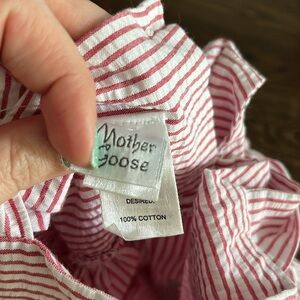 Mother
Goose
DESIRED.
100% COTTON